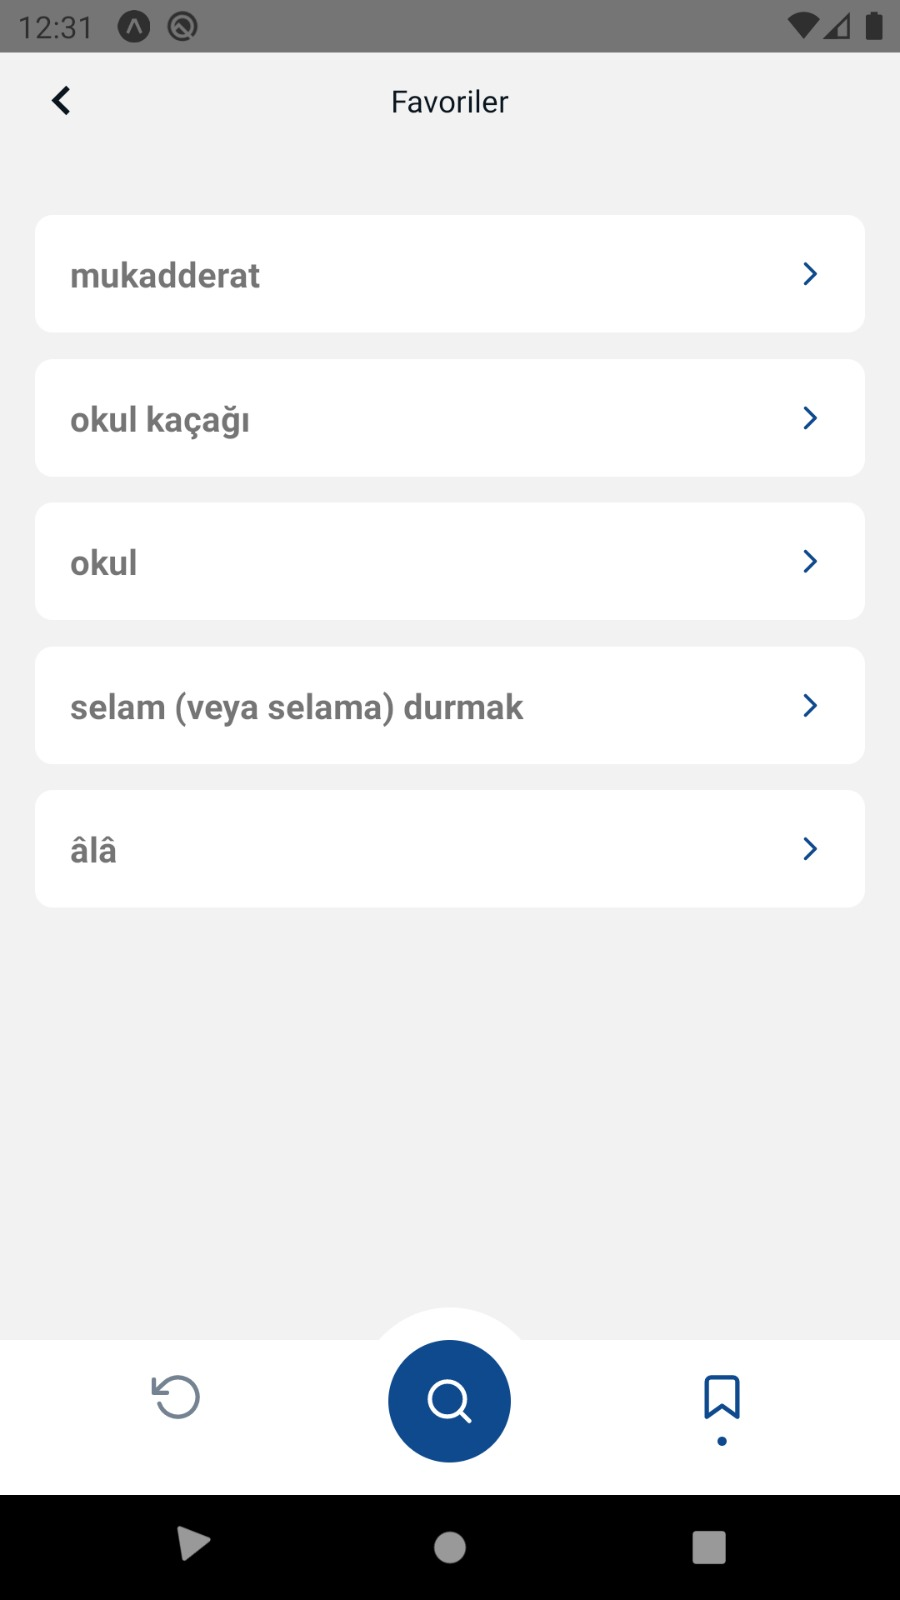 12:31
Favoriler
mukadderat
okul kaçağı
okul
selam (veya selama) durmak
âlâ